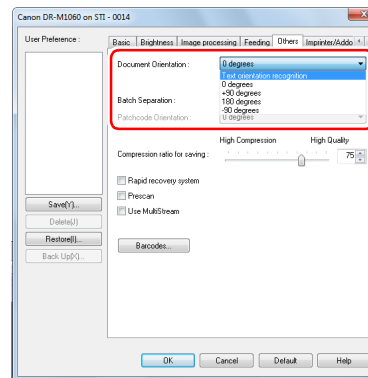 Canon DR-M1060 on STI - 0014
User Preference :
Basic Brightness Image processing Feeding Others Imprinter/Addo
Document Orientation : 0 degrees
Text orientation recognition
0 degrees
+90 degrees
Batch Separation : 180 degrees
-90 degrees
Patchcode Orientation : 0 degrees
High Compression High Quality
Compression ratio for saving : 75
Rapid recovery system
Prescan
Use MultiStream
Save(Y)...
Delete(J)
Restore(I)...
Back Up(X)...
Barcodes...
OK Cancel Default Help